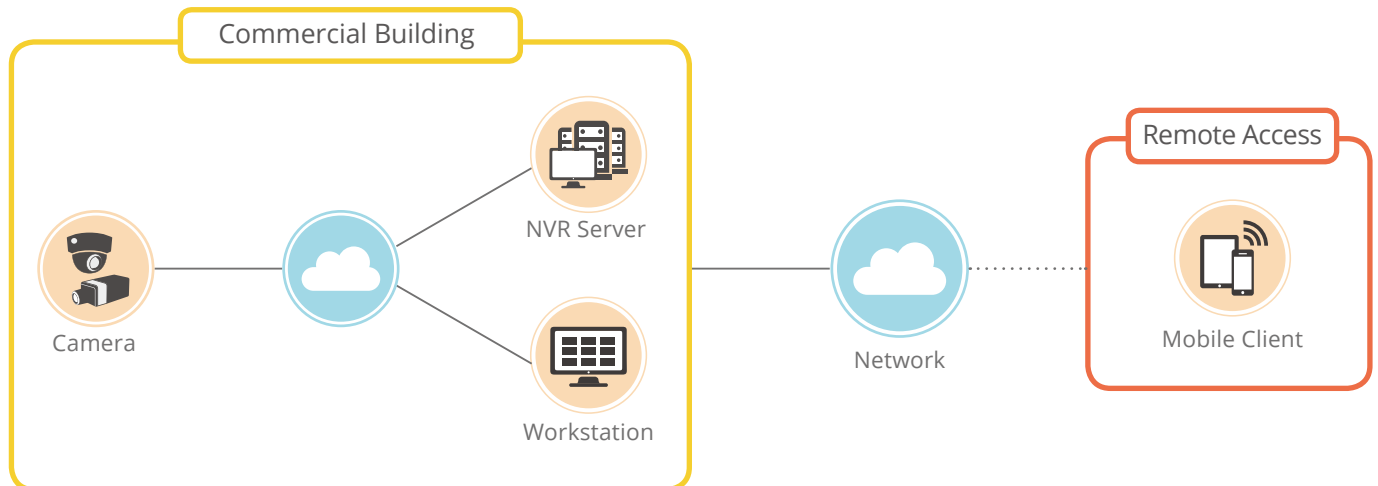 Commercial Building
Remote Access
NVR Server
Camera
Workstation
Network
Mobile Client